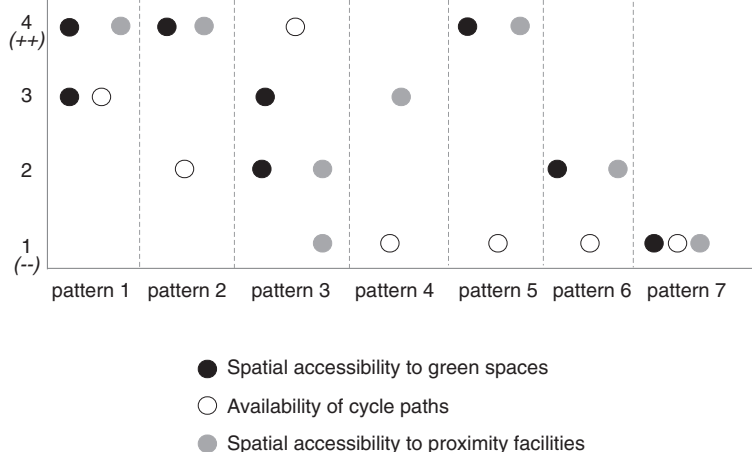 4
(++)
3
2
1
(--)
pattern 1 pattern 2 pattern 3 pattern 4 pattern 5 pattern 6 pattern 7
Spatial accessibility to green spaces
Availability of cycle paths
Spatial accessibility to proximity facilities